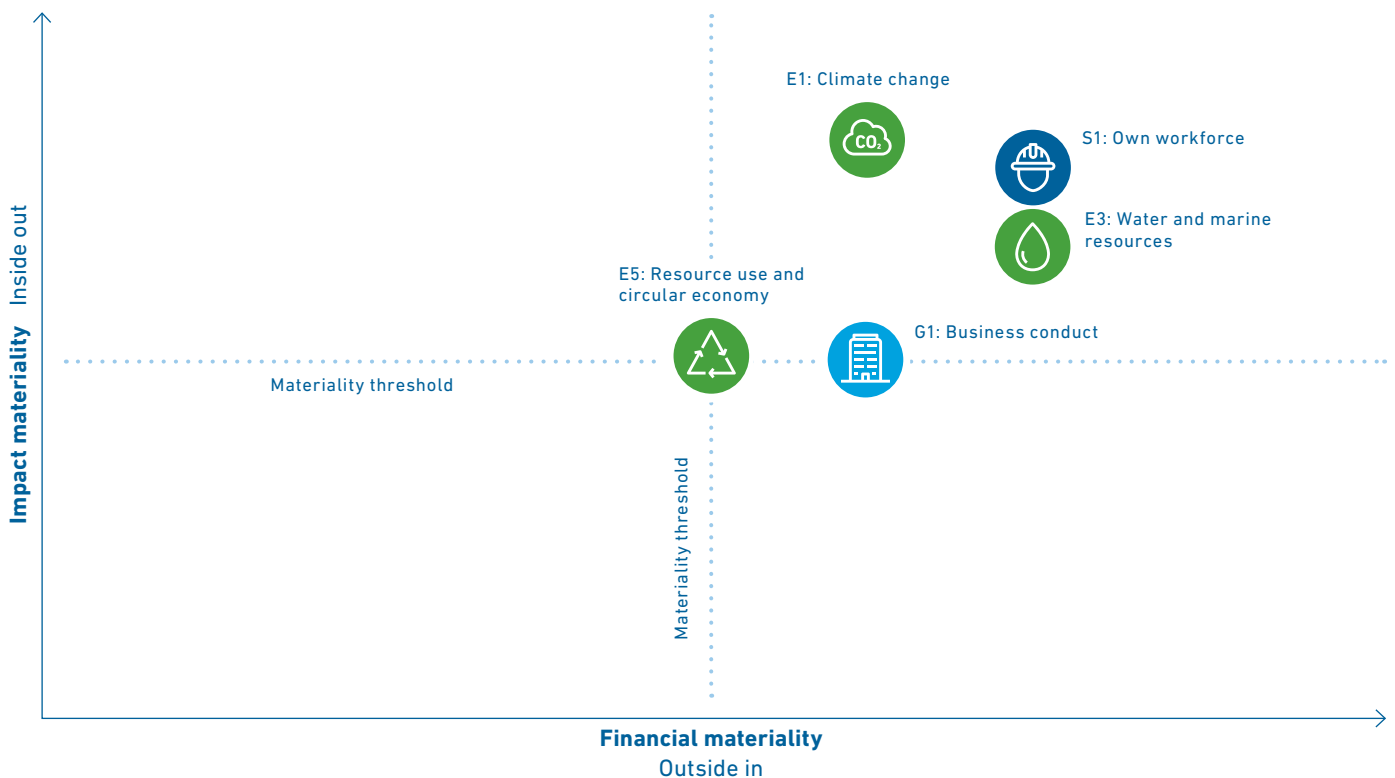 E1: Climate change
CO₂
S1: Own workforce
E3: Water and marine
resources
E5: Resource use and
circular economy
G1: Business conduct
Materiality threshold
Materiality threshold
Impact materiality Inside out
Financial materiality
Outside in